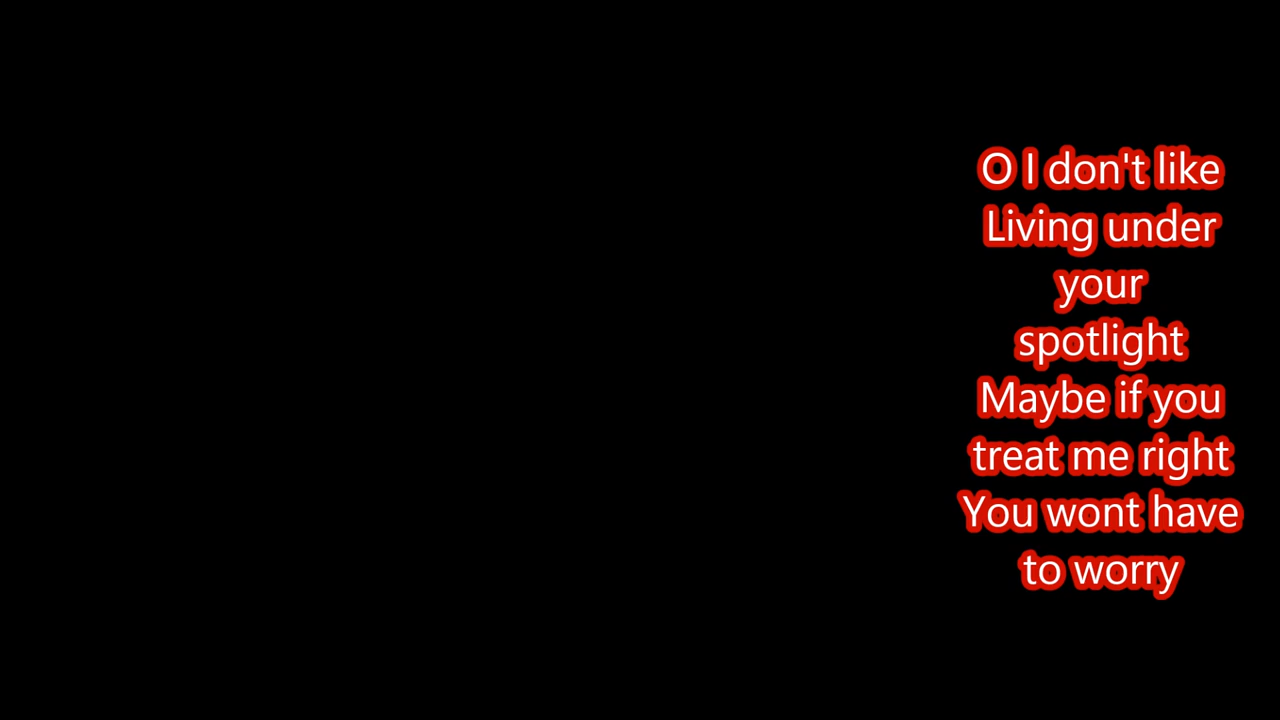 O I don't like
Living under
your
spotlight
Maybe if you
treat me right
You wont have
to worry